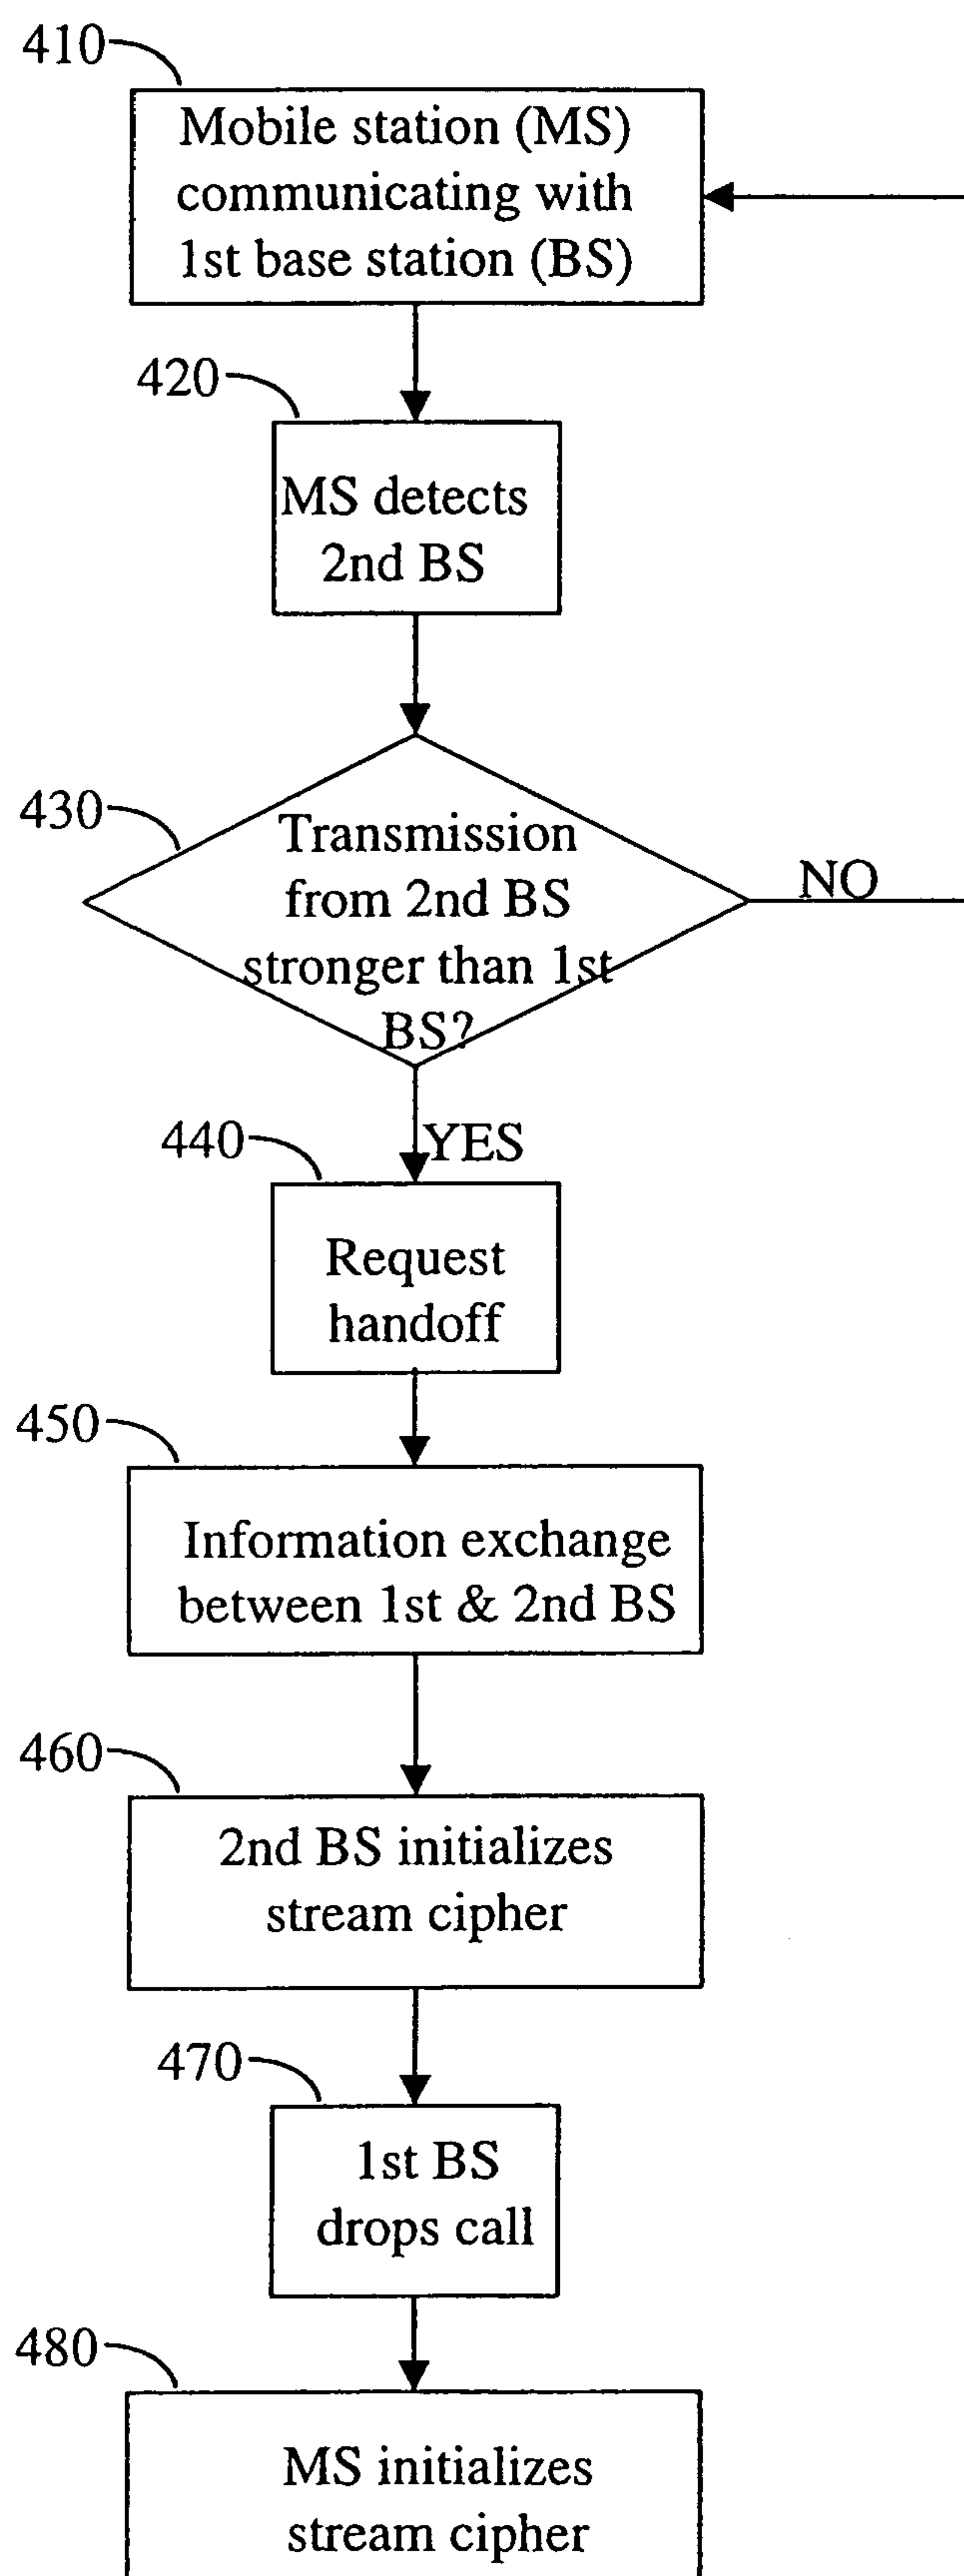 410
Mobile station (MS)
communicating with
1st base station (BS)
420
MS detects
2nd BS
430
Transmission
from 2nd BS
stronger than 1st
BS?
NO
YES
440
Request
handoff
450
Information exchange
between 1st & 2nd BS
460
2nd BS initializes
stream cipher
470
1st BS
drops call
480
MS initializes
stream cipher